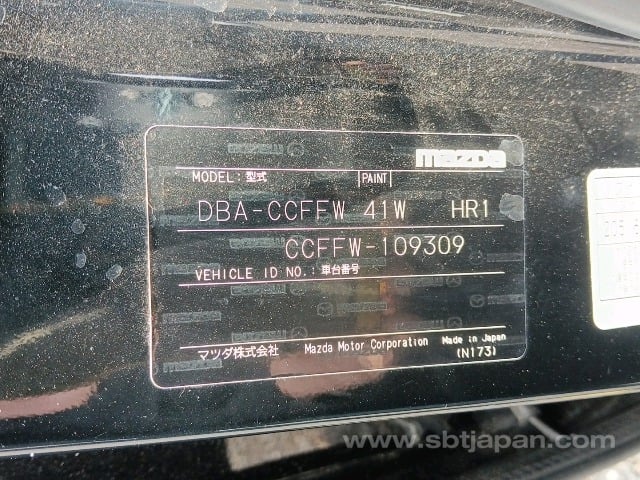 mazda
MODEL:型式 PAINT
DBA-CCFFW 41W HR1
CCFFW-109309
VEHICLE ID NO.:車台番号
マツダ株式会社 Mazda Motor Corporation Made in Japan
(N173)
www.sbtjapan.com